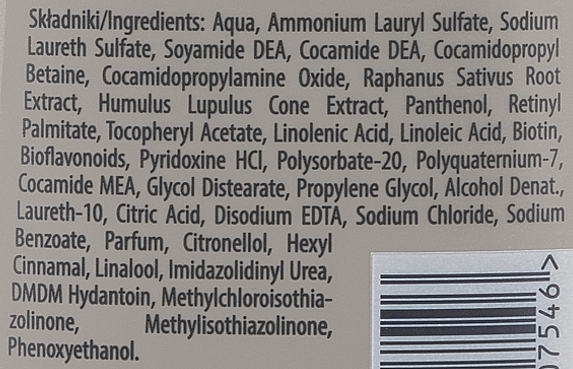 Składniki/Ingredients: Aqua, Ammonium Lauryl Sulfate, Sodium
Laureth Sulfate, Soyamide DEA, Cocamide DEA, Cocamidopropyl
Betaine, Cocamidopropylamine Oxide, Raphanus Sativus Root
Extract, Humulus Lupulus Cone Extract, Panthenol, Retinyl
Palmitate, Tocopheryl Acetate, Linolenic Acid, Linoleic Acid, Biotin,
Bioflavonoids, Pyridoxine HCl, Polysorbate-20, Polyquaternium-7,
Cocamide MEA, Glycol Distearate, Propylene Glycol, Alcohol Denat.,
Laureth-10, Citric Acid, Disodium EDTA, Sodium Chloride, Sodium
Benzoate, Parfum, Citronellol, Hexyl
Cinnamal, Linalool, Imidazolidinyl Urea,
DMDM Hydantoin, Methylchloroisothia-
zolinone, Methylisothiazolinone,
Phenoxyethanol.
07546>